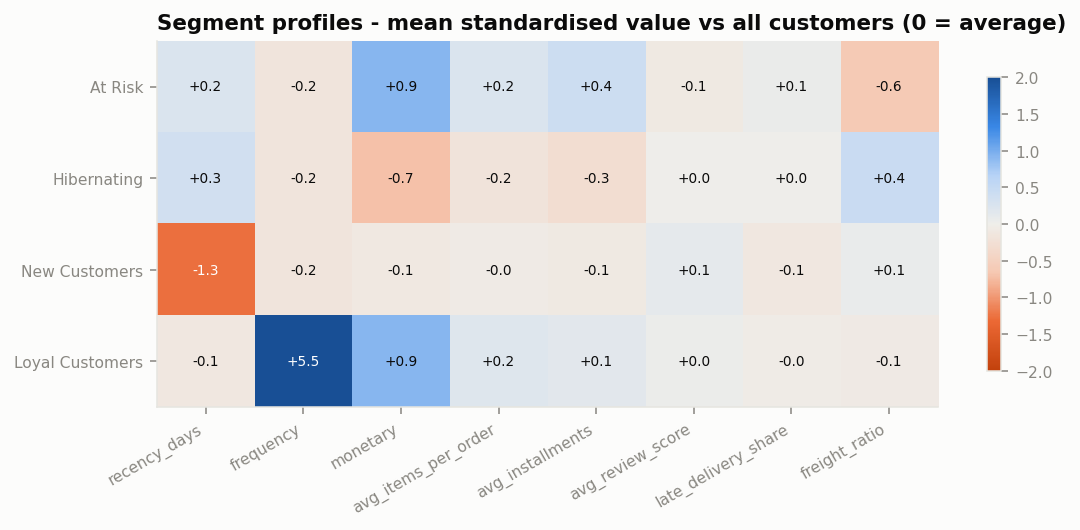 Segment profiles - mean standardised value vs all customers (0 = average)
At Risk +0.2 -0.2 +0.9 +0.2 +0.4 -0.1 +0.1 -0.6
Hibernating +0.3 -0.2 -0.7 -0.2 -0.3 +0.0 +0.0 +0.4
New Customers -1.3 -0.2 -0.1 -0.0 -0.1 +0.1 -0.1 +0.1
Loyal Customers -0.1 +5.5 +0.9 +0.2 +0.1 +0.0 -0.0 -0.1
recency_days frequency monetary avg_items_per_order avg_installments avg_review_score late_delivery_share freight_ratio
2.0
1.5
1.0
0.5
0.0
−0.5
−1.0
−1.5
−2.0